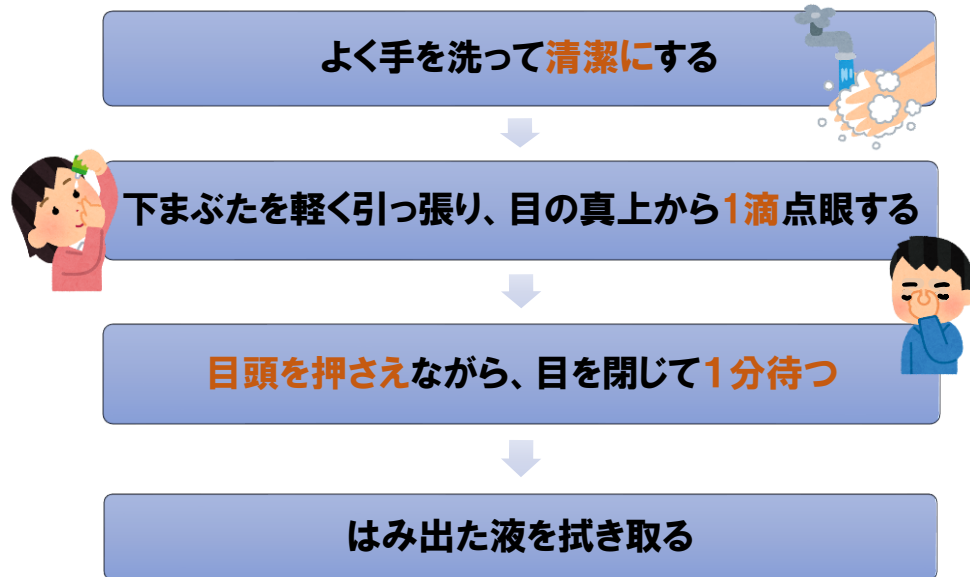 よく手を洗って清潔にする
下まぶたを軽く引っ張り、目の真上から1滴点眼する
目頭を押さえながら、目を閉じて１分待つ
はみ出た液を拭き取る